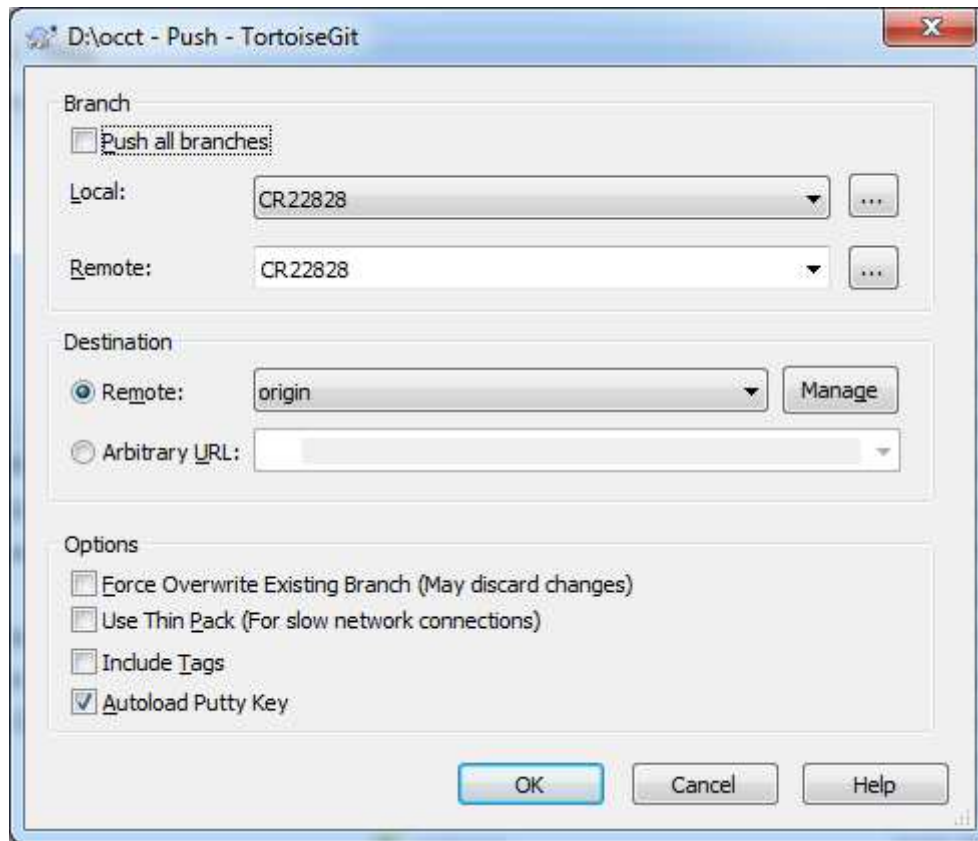 D:\occt - Push - TortoiseGit
Branch
Push all branches
Local:
CR22828
...
Remote:
CR22828
...
Destination
Remote:
origin
Manage
Arbitrary URL:
Options
Force Overwrite Existing Branch (May discard changes)
Use Thin Pack (For slow network connections)
Include Tags
Autoload Putty Key
OK
Cancel
Help